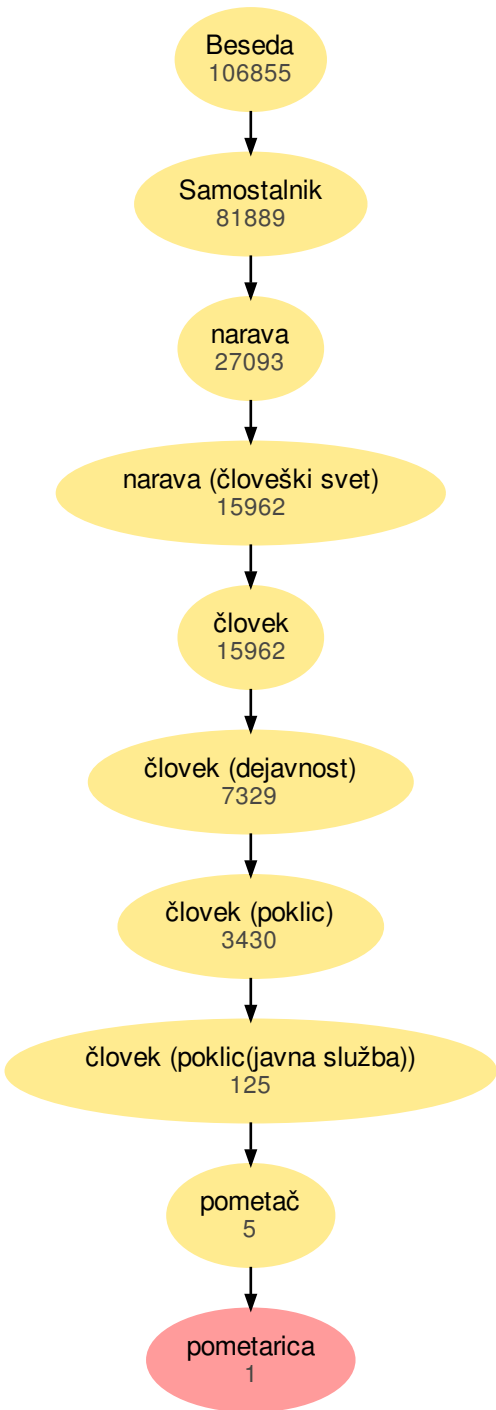 Beseda
106855
Samostalnik
81889
narava
27093
narava (človeški svet)
15962
človek
15962
človek (dejavnost)
7329
človek (poklic)
3430
človek (poklic(javna služba))
125
pometač
5
pometarica
1